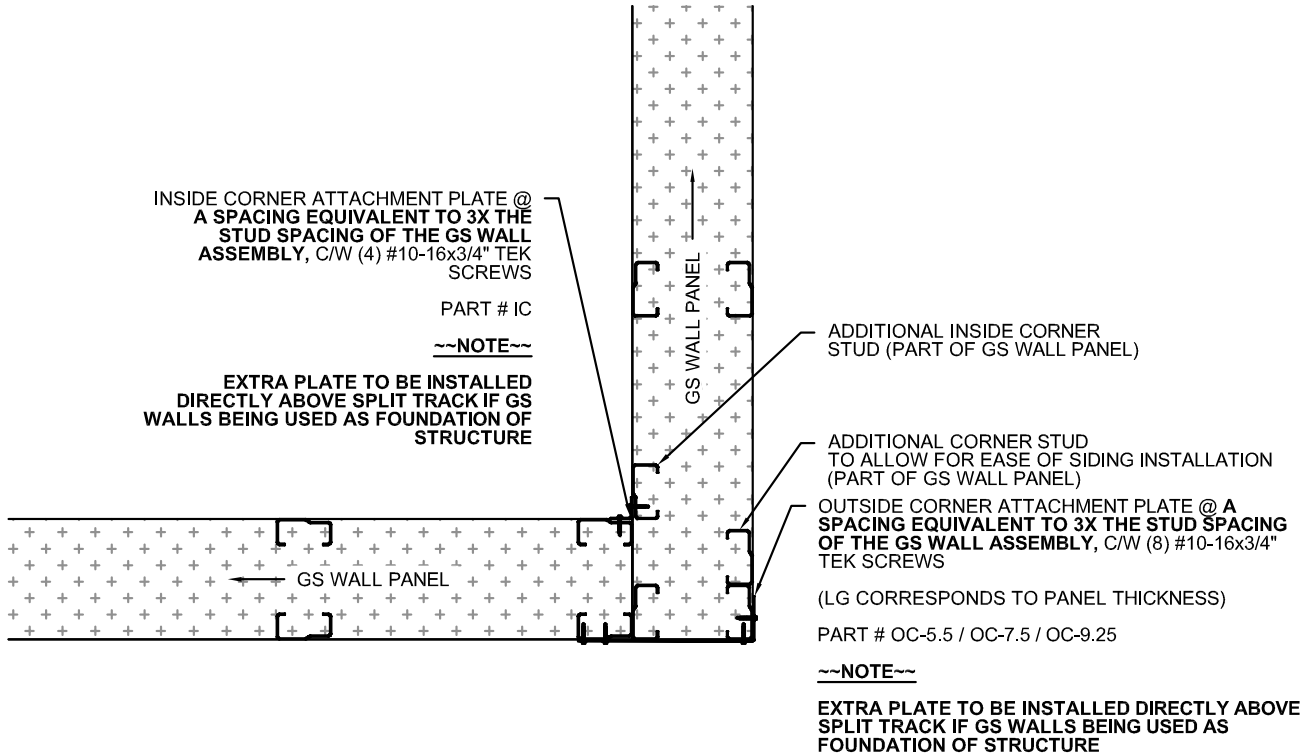 INSIDE CORNER ATTACHMENT PLATE @
A SPACING EQUIVALENT TO 3X THE
STUD SPACING OF THE GS WALL
ASSEMBLY, C/W (4) #10-16x3/4" TEK
SCREWS
PART # IC
~~NOTE~~
EXTRA PLATE TO BE INSTALLED
DIRECTLY ABOVE SPLIT TRACK IF GS
WALLS BEING USED AS FOUNDATION OF
STRUCTURE
GS WALL PANEL
GS WALL PANEL
ADDITIONAL INSIDE CORNER
STUD (PART OF GS WALL PANEL)
ADDITIONAL CORNER STUD
TO ALLOW FOR EASE OF SIDING INSTALLATION
(PART OF GS WALL PANEL)
OUTSIDE CORNER ATTACHMENT PLATE @ A
SPACING EQUIVALENT TO 3X THE STUD SPACING
OF THE GS WALL ASSEMBLY, C/W (8) #10-16x3/4"
TEK SCREWS
(LG CORRESPONDS TO PANEL THICKNESS)
PART # OC-5.5 / OC-7.5 / OC-9.25
~~NOTE~~
EXTRA PLATE TO BE INSTALLED DIRECTLY ABOVE
SPLIT TRACK IF GS WALLS BEING USED AS
FOUNDATION OF STRUCTURE